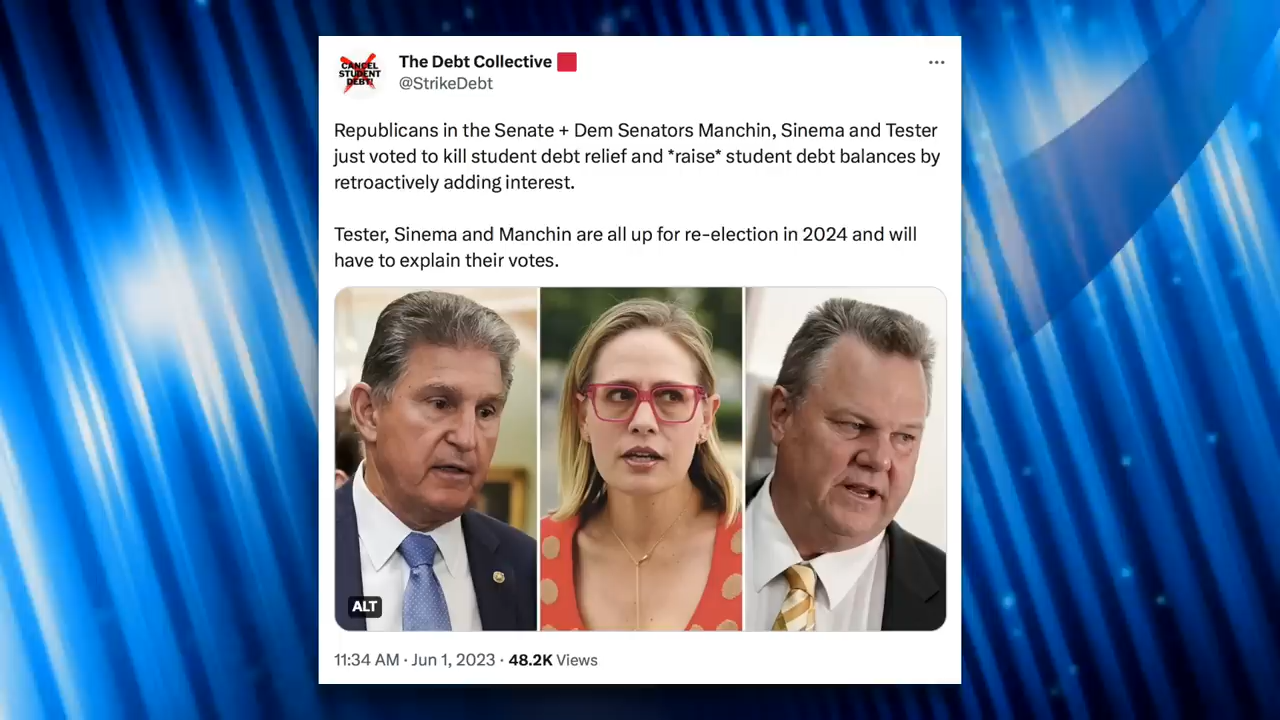 CANCEL
STUDENT
DEBT!
The Debt Collective
@StrikeDebt
Republicans in the Senate + Dem Senators Manchin, Sinema and Tester
just voted to kill student debt relief and *raise* student debt balances by
retroactively adding interest.
Tester, Sinema and Manchin are all up for re-election in 2024 and will
have to explain their votes.
ALT
11:34 AM · Jun 1, 2023 · 48.2K Views